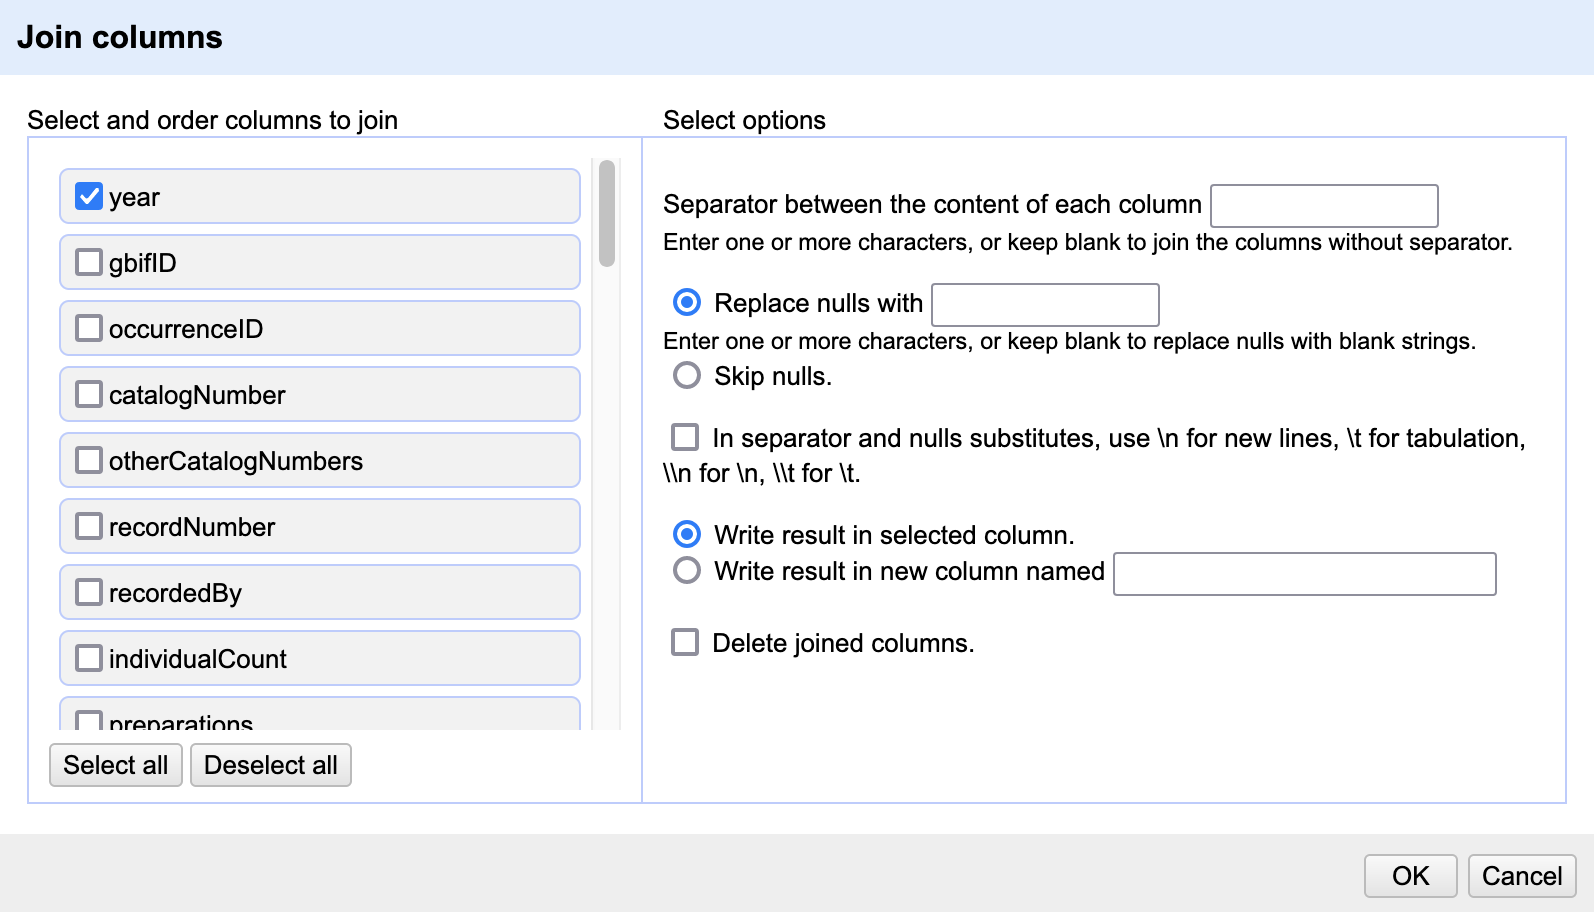 Join columns
Select and order columns to join
year
gbifID
occurrenceID
catalogNumber
otherCatalogNumbers
recordNumber
recordedBy
individualCount
preparations
Select all
Deselect all
Select options
Separator between the content of each column
Enter one or more characters, or keep blank to join the columns without separator.
Replace nulls with
Enter one or more characters, or keep blank to replace nulls with blank strings.
Skip nulls.
In separator and nulls substitutes, use \n for new lines, \t for tabulation,
\\n for \n, \\t for \t.
Write result in selected column.
Write result in new column named
Delete joined columns.
OK
Cancel